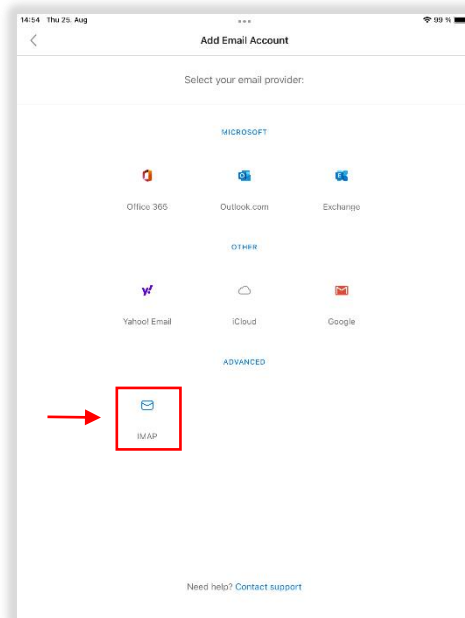 14:54 Thu 25. Aug 99 %
Add Email Account
Select your email provider:
MICROSOFT
Office 365 Outlook.com Exchange
OTHER
Yahoo! Email iCloud Google
ADVANCED
IMAP
Need help? Contact support